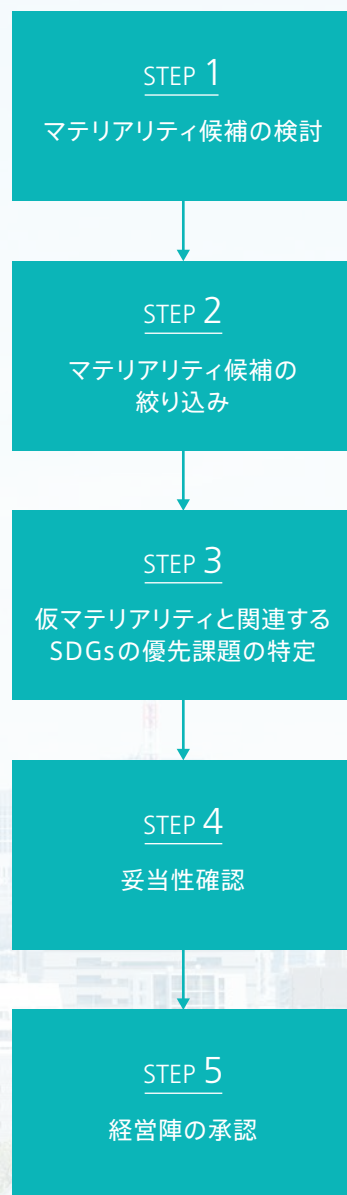 STEP 1
マテリアリティ候補の検討
STEP 2
マテリアリティ候補の
絞り込み
STEP 3
仮マテリアリティと関連する
SDGsの優先課題の特定
STEP 4
妥当性確認
STEP 5
経営陣の承認